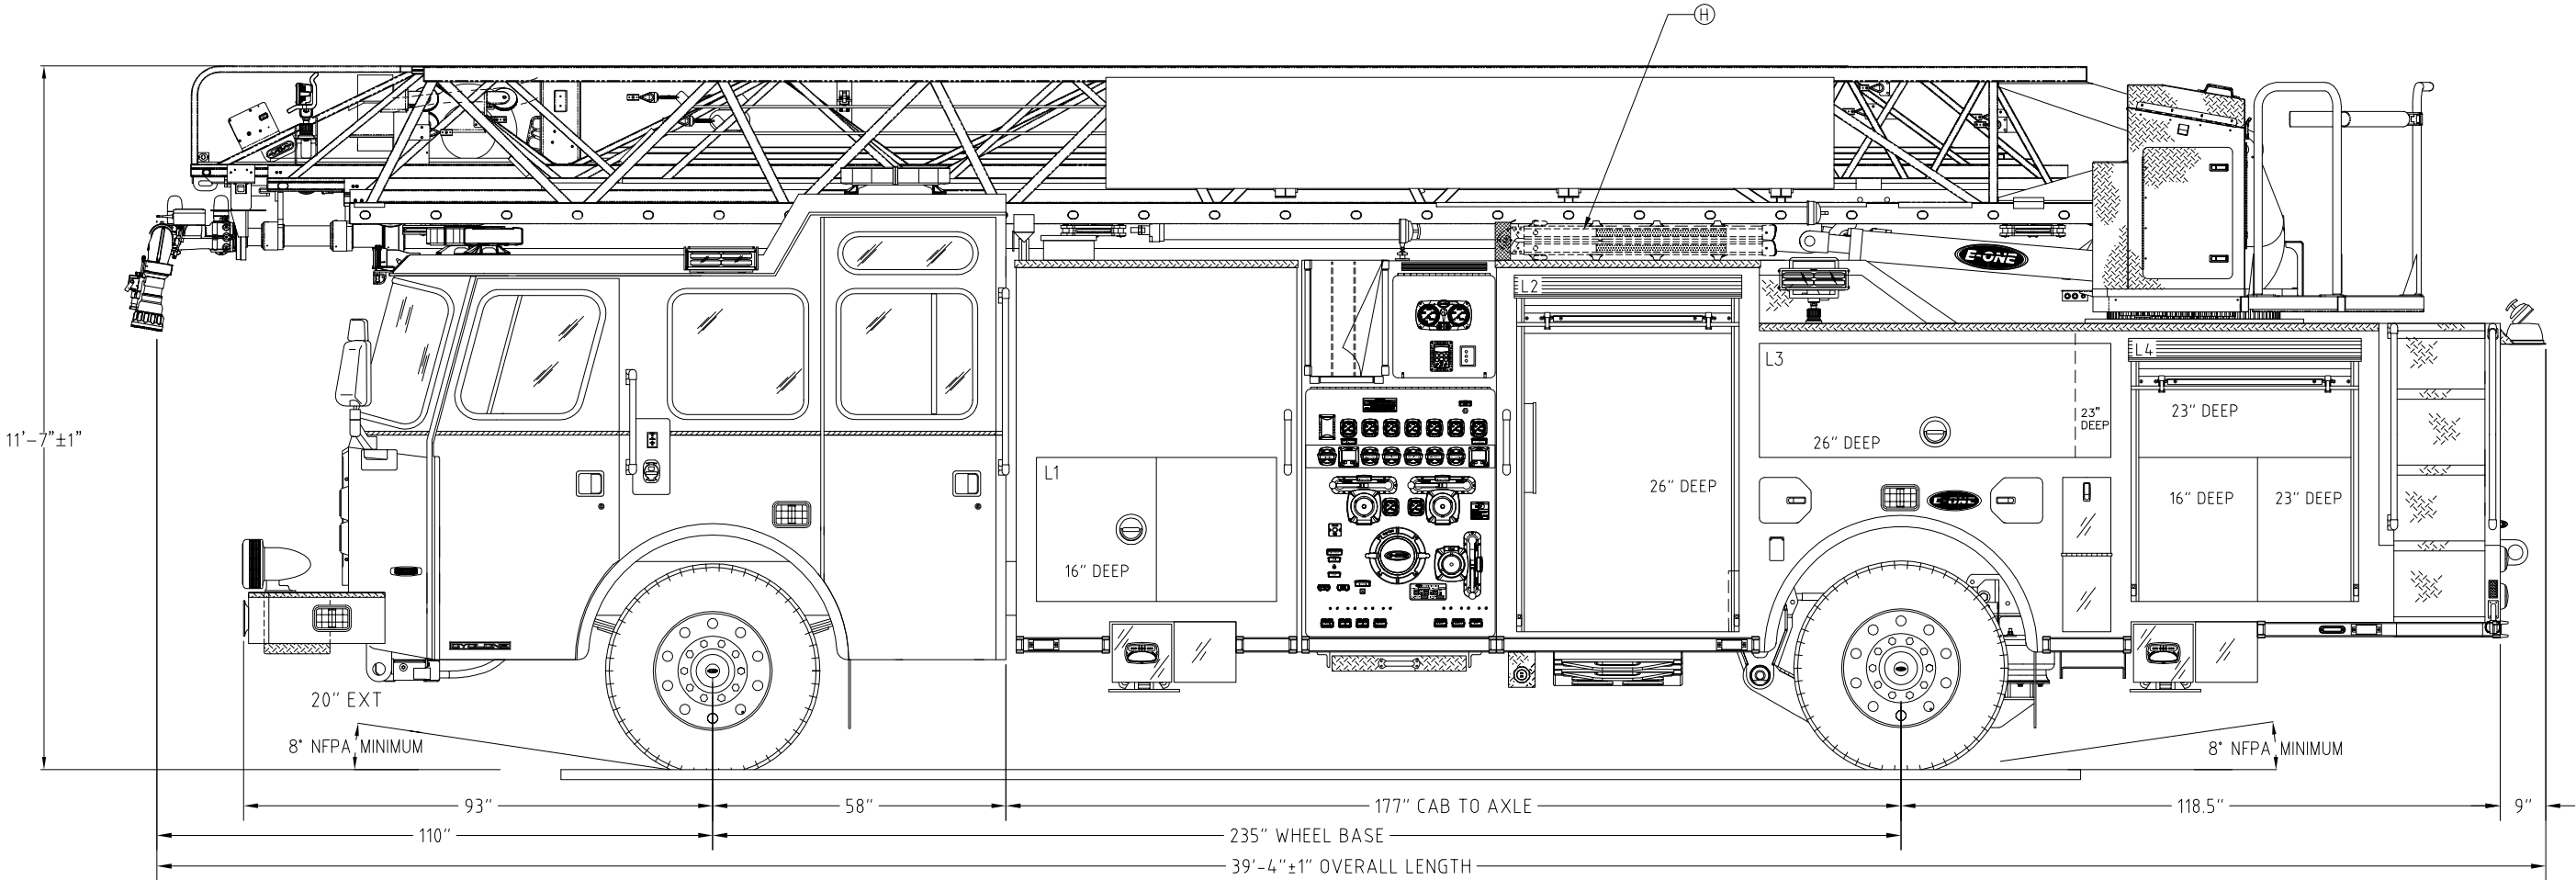 H
E-ONE
L2
L3
L4
23" DEEP
23"
DEEP
11'-7"±1"
26" DEEP
L1
26" DEEP
16" DEEP
23" DEEP
E-ONE
16" DEEP
CYCLONE
20" EXT
8° NFPA MINIMUM
8° NFPA MINIMUM
93"
58"
177" CAB TO AXLE
118.5"
9"
110"
235" WHEEL BASE
39'-4"±1" OVERALL LENGTH